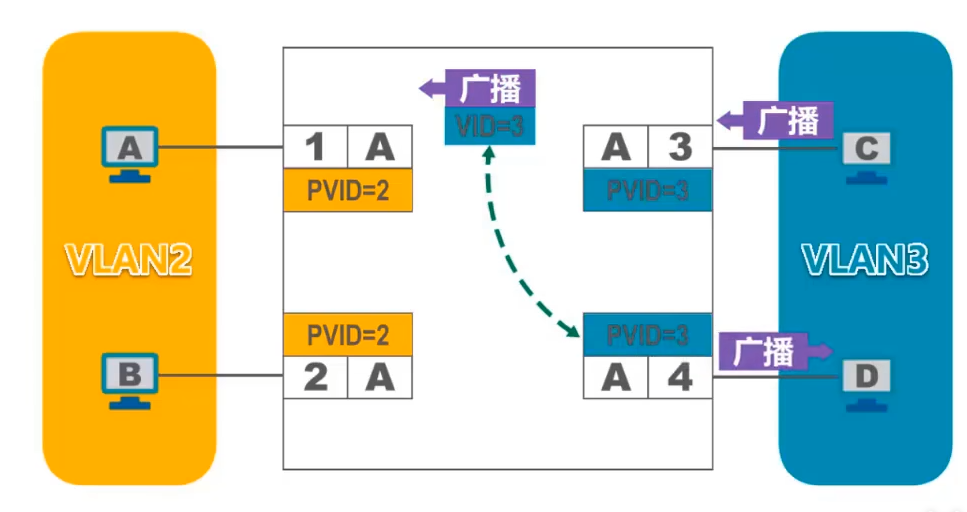 广播
VID=3
广播
A
1 A
A 3
C
PVID=2
PVID=3
VLAN2
VLAN3
PVID=2
PVID=3
广播
B
2 A
A 4
D